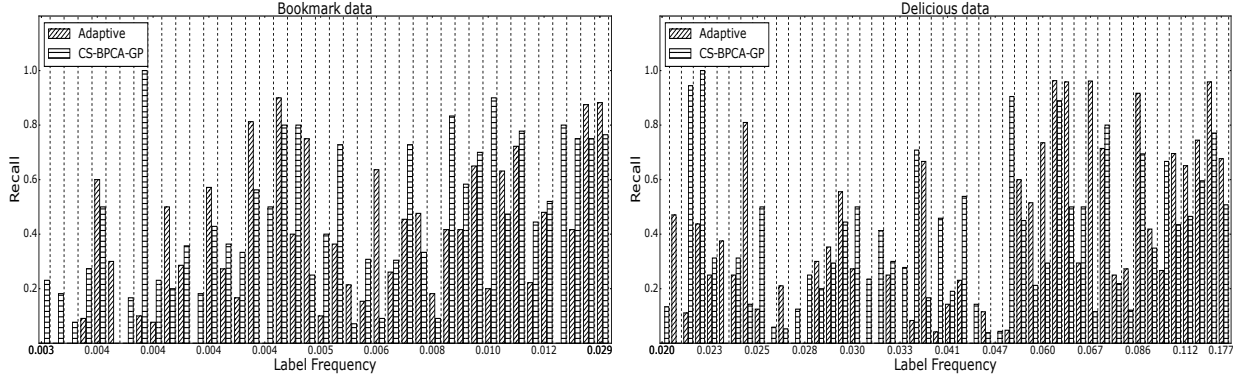 Bookmark data
Adaptive
CS-BPCA-GP
1.0
0.8
0.6
0.4
0.2
Recall
0.003 0.004 0.004 0.004 0.004 0.005 0.006 0.008 0.010 0.012 0.029
Label Frequency
Delicious data
Adaptive
CS-BPCA-GP
1.0
0.8
0.6
0.4
0.2
Recall
0.020 0.023 0.025 0.028 0.030 0.033 0.041 0.047 0.060 0.067 0.086 0.112 0.177
Label Frequency